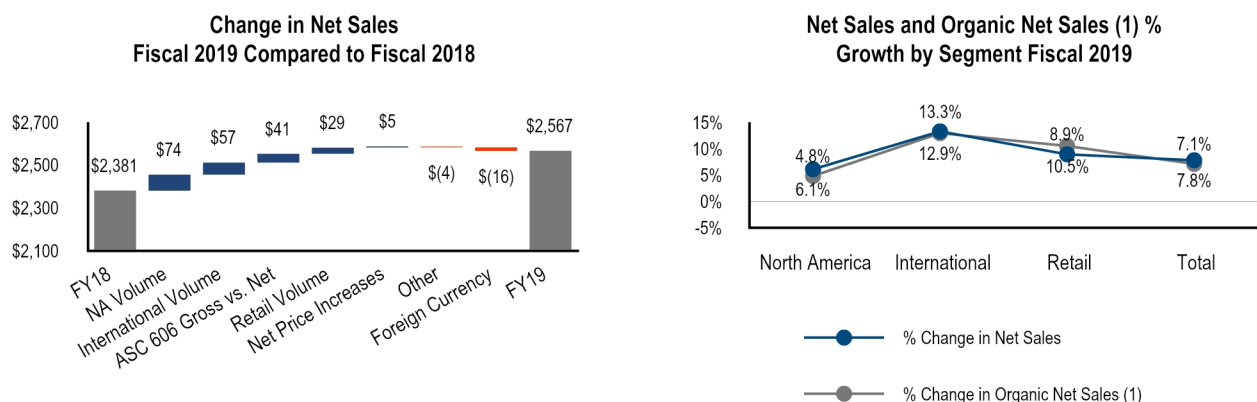 Change in Net Sales
Fiscal 2019 Compared to Fiscal 2018
$2,700
$2,500
$2,300
$2,100
$2,381
$74
$57
$41
$29
$5
$(4)
$(16)
$2,567
FY18
NA Volume
International Volume
ASC 606 Gross vs. Net
Retail Volume
Net Price Increases
Other
Foreign Currency
FY19
Net Sales and Organic Net Sales (1) %
Growth by Segment Fiscal 2019
15%
10%
5%
0%
-5%
4.8%
6.1%
13.3%
12.9%
8.9%
10.5%
7.1%
7.8%
North America
International
Retail
Total
% Change in Net Sales
% Change in Organic Net Sales (1)